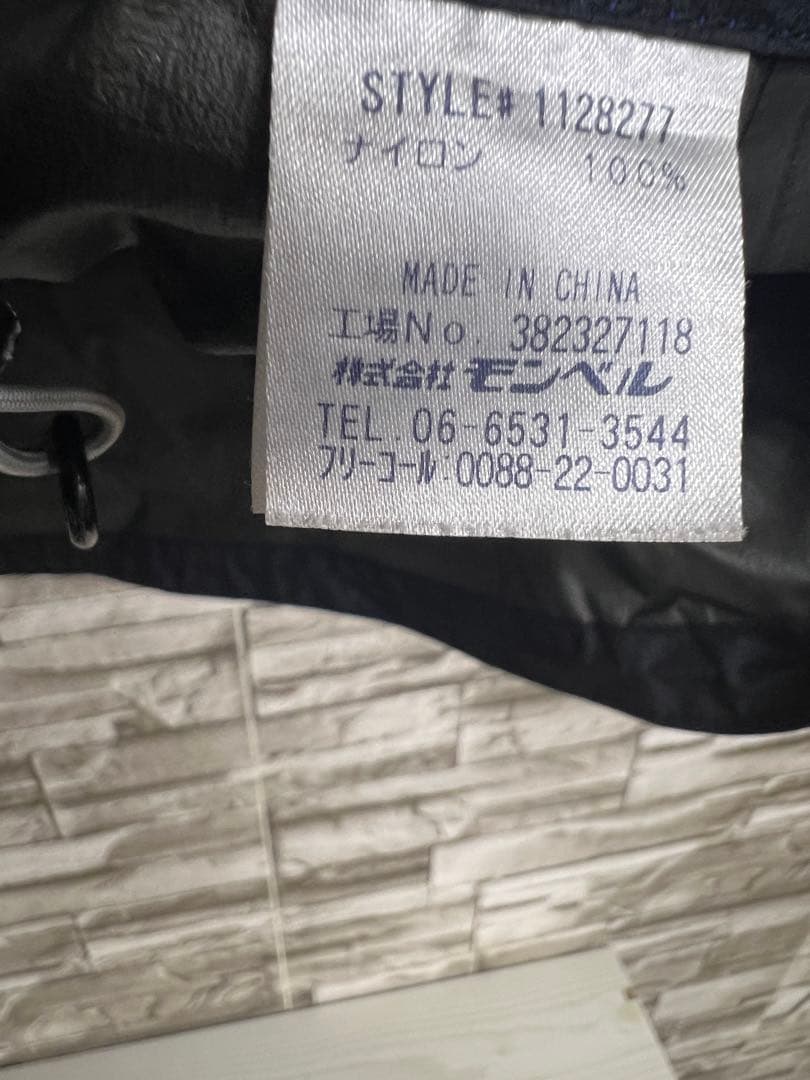 STYLE# 1128277
ナイロン 100%
MADE IN CHINA
工場No. 382327118
株式会社モンベル
TEL.06-6531-3544
フリーコール:0088-22-0031